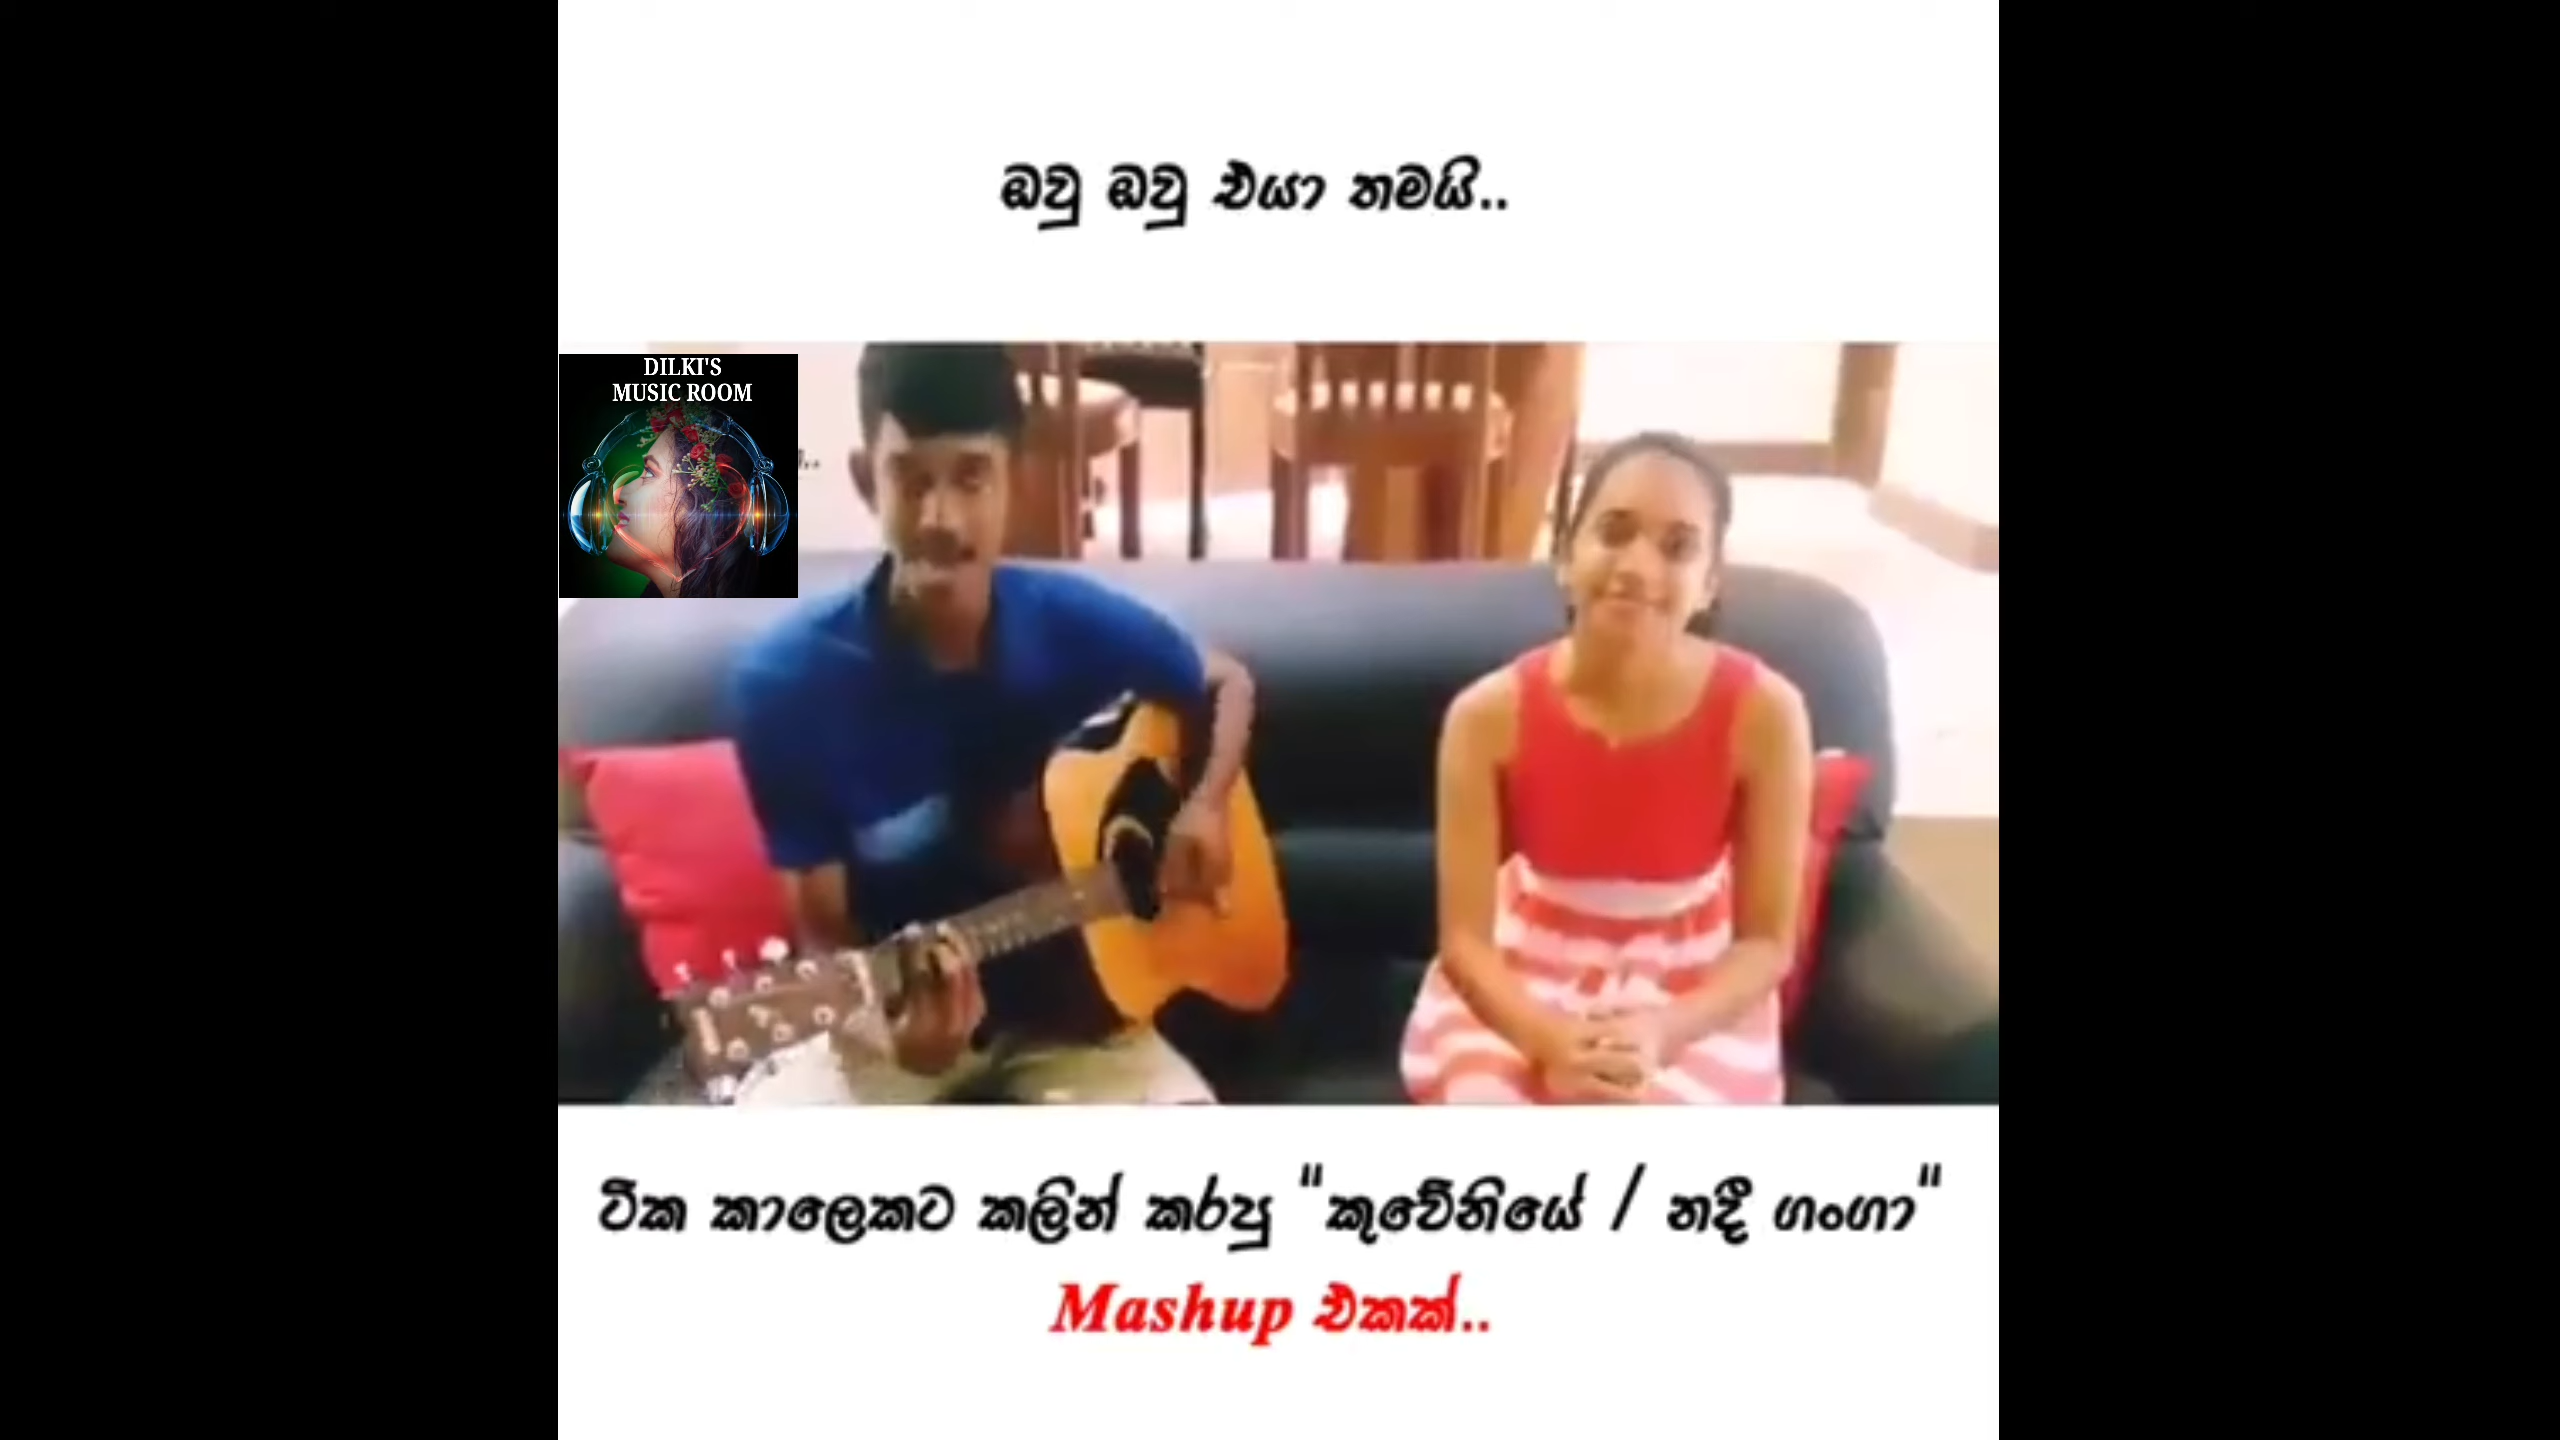 ඔව් ඔව් එයා තමයි..
DILKI'S
MUSIC ROOM
ටික කාලෙකට කලින් කරපු "කුවේනියේ / නදී ගංගා"
Mashup එකක්..